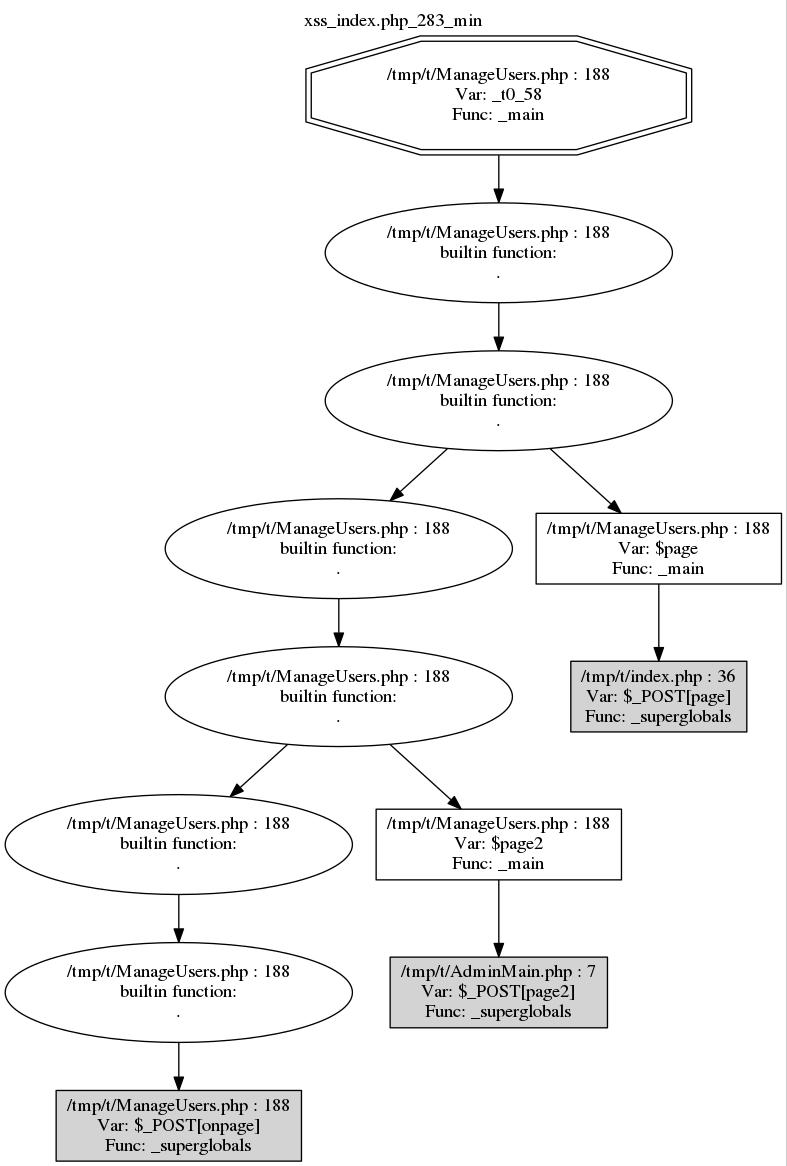 xss_index.php_283_min
/tmp/t/ManageUsers.php : 188
Var: _t0_58
Func: _main
/tmp/t/ManageUsers.php : 188
builtin function:
.
/tmp/t/ManageUsers.php : 188
builtin function:
.
/tmp/t/ManageUsers.php : 188
builtin function:
.
/tmp/t/ManageUsers.php : 188
Var: $page
Func: _main
/tmp/t/ManageUsers.php : 188
builtin function:
.
/tmp/t/index.php : 36
Var: $_POST[page]
Func: _superglobals
/tmp/t/ManageUsers.php : 188
builtin function:
.
/tmp/t/ManageUsers.php : 188
Var: $page2
Func: _main
/tmp/t/ManageUsers.php : 188
builtin function:
.
/tmp/t/AdminMain.php : 7
Var: $_POST[page2]
Func: _superglobals
/tmp/t/ManageUsers.php : 188
Var: $_POST[onpage]
Func: _superglobals